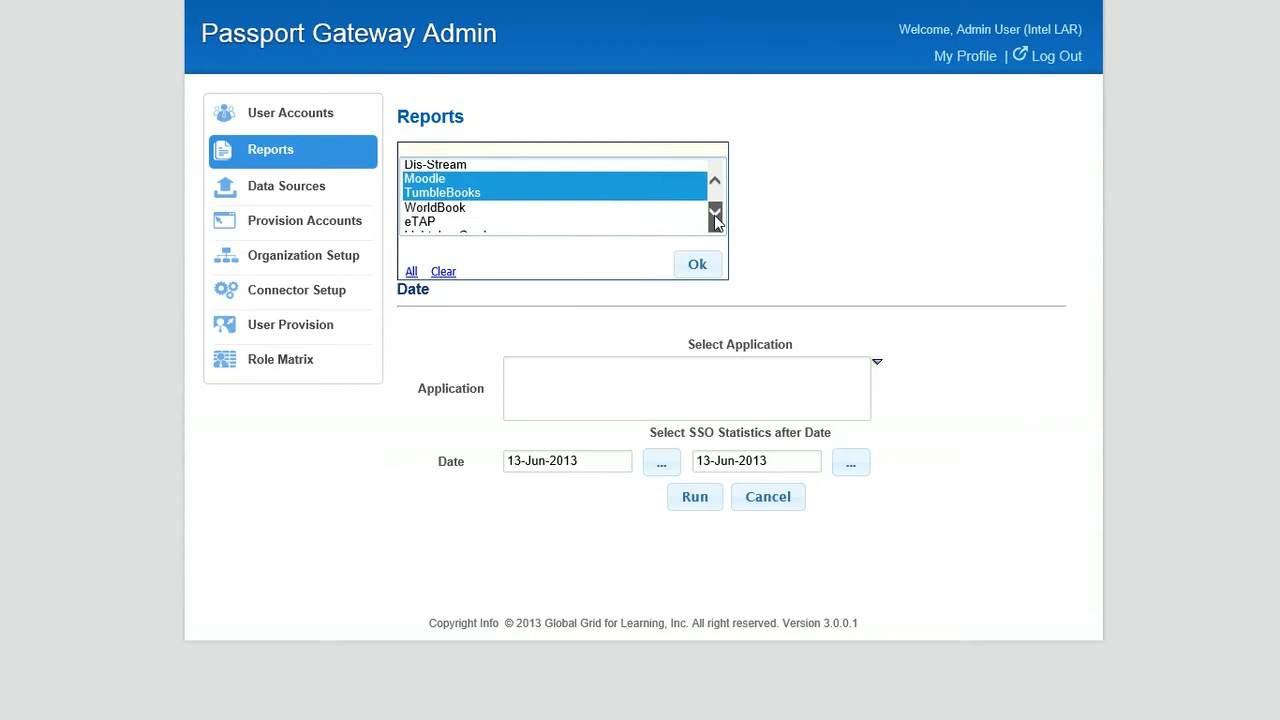 Passport Gateway Admin
Welcome, Admin User (Intel LAR)
My Profile | Log Out
User Accounts
Reports
Data Sources
Provision Accounts
Organization Setup
Connector Setup
User Provision
Role Matrix
Reports
Dis-Stream
Moodle
TumbleBooks
WorldBook
eTAP
All Clear Ok
Date
Select Application
Application
Select SSO Statistics after Date
Date 13-Jun-2013 ... 13-Jun-2013 ...
Run Cancel
Copyright Info © 2013 Global Grid for Learning, Inc. All right reserved. Version 3.0.0.1